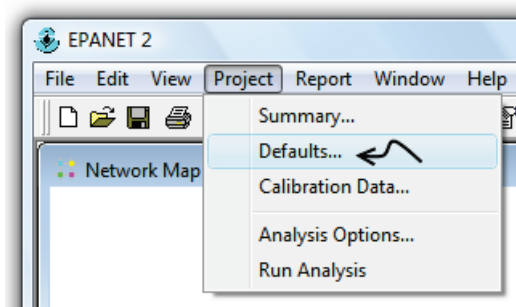 EPANET 2
File Edit View Project Report Window Help
Summary...
Defaults...
Network Map
Calibration Data...
Analysis Options...
Run Analysis